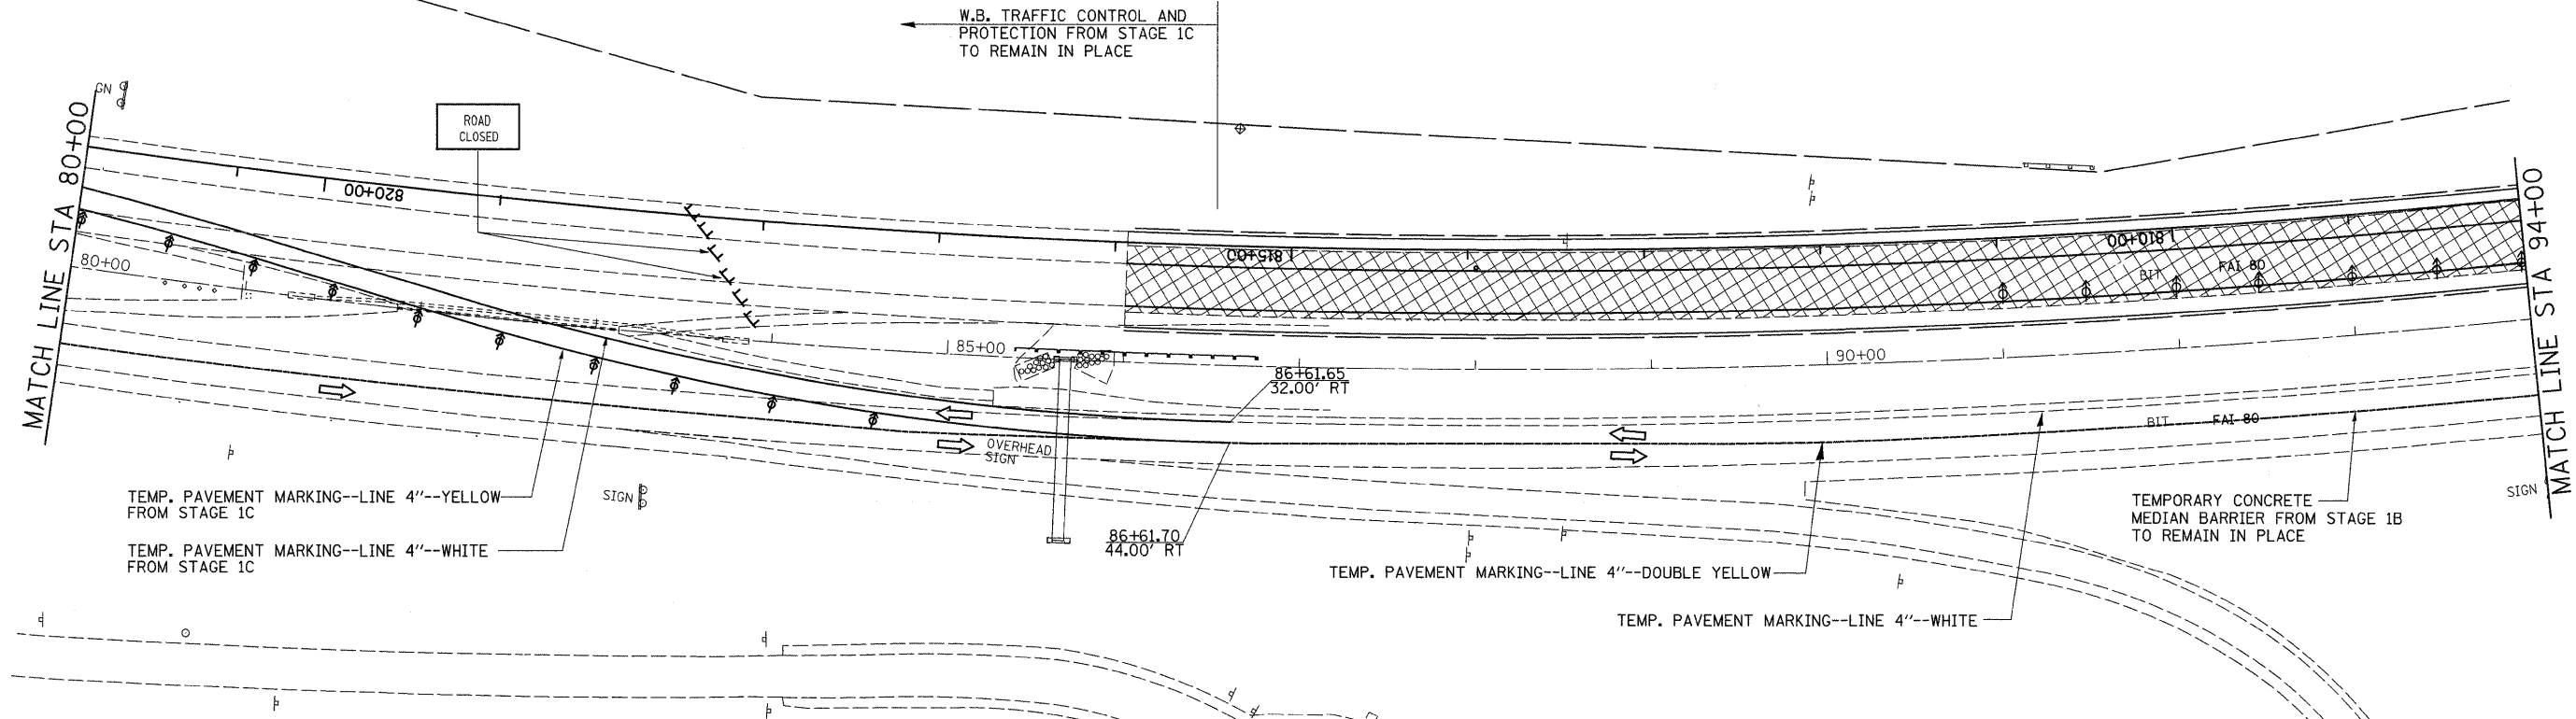 W.B. TRAFFIC CONTROL AND
PROTECTION FROM STAGE 1C
TO REMAIN IN PLACE
GN
MATCH LINE STA 80+00
ROAD
CLOSED
820+00
80+00
815+00
810+00
BIT
FAI 80
MATCH LINE STA 94+00
85+00
90+00
86+61.65
32.00' RT
OVERHEAD
SIGN
BIT
FAI 80
TEMP. PAVEMENT MARKING--LINE 4"--YELLOW
FROM STAGE 1C
TEMP. PAVEMENT MARKING--LINE 4"--WHITE
FROM STAGE 1C
SIGN
86+61.70
44.00' RT
TEMP. PAVEMENT MARKING--LINE 4"--DOUBLE YELLOW
TEMP. PAVEMENT MARKING--LINE 4"--WHITE
TEMPORARY CONCRETE
MEDIAN BARRIER FROM STAGE 1B
TO REMAIN IN PLACE
SIGN